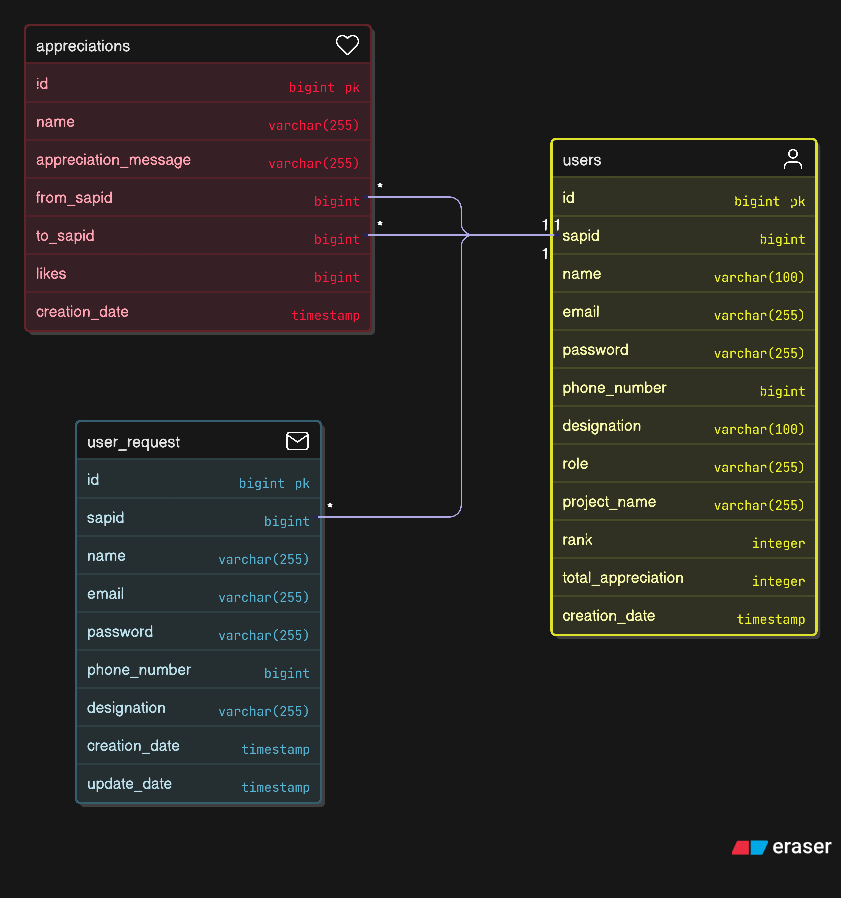 appreciations
id bigint pk
name varchar(255)
appreciation_message varchar(255)
from_sapid bigint
to_sapid bigint
likes bigint
creation_date timestamp
*
*
users
id bigint pk
1 1
sapid bigint
1
name varchar(100)
email varchar(255)
password varchar(255)
phone_number bigint
designation varchar(100)
role varchar(255)
project_name varchar(255)
rank integer
total_appreciation integer
creation_date timestamp
user_request
id bigint pk
sapid bigint
*
name varchar(255)
email varchar(255)
password varchar(255)
phone_number bigint
designation varchar(255)
creation_date timestamp
update_date timestamp
eraser